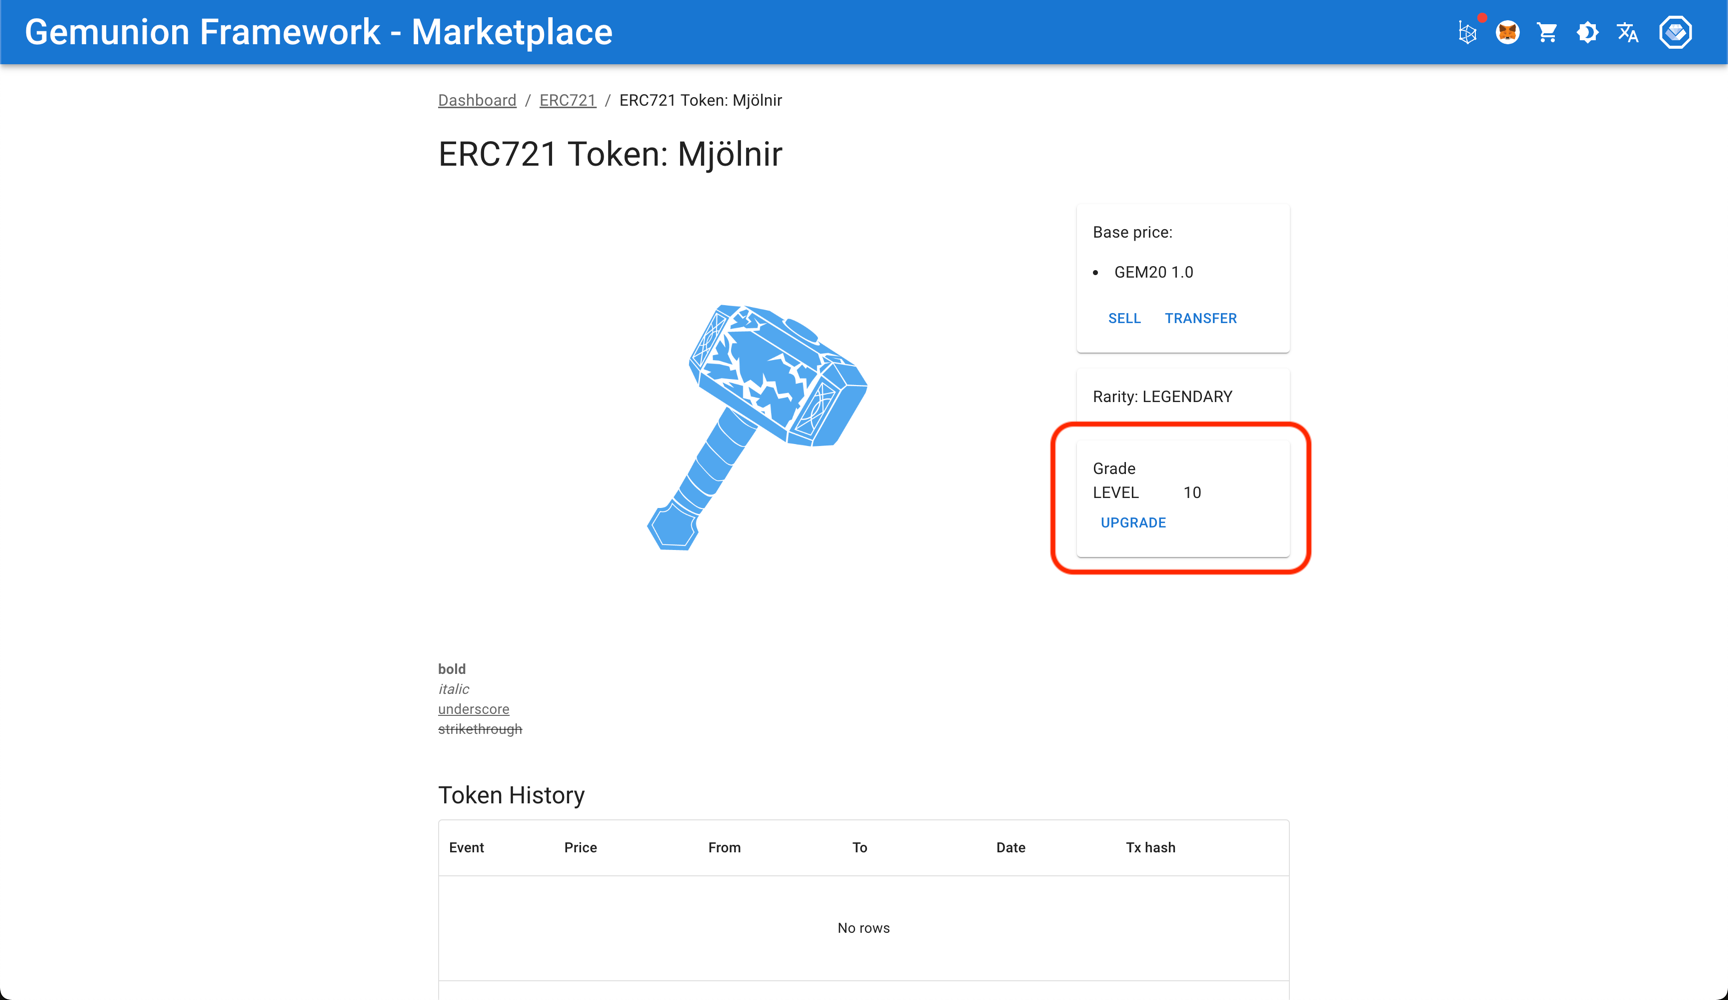 Gemunion Framework - Marketplace
Dashboard / ERC721 / ERC721 Token: Mjölnir
ERC721 Token: Mjölnir
Base price:
• GEM20 1.0
SELL TRANSFER
Rarity: LEGENDARY
Grade
LEVEL 10
UPGRADE
bold
italic
underscore
strikethrough
Token History
Event Price From To Date Tx hash
No rows